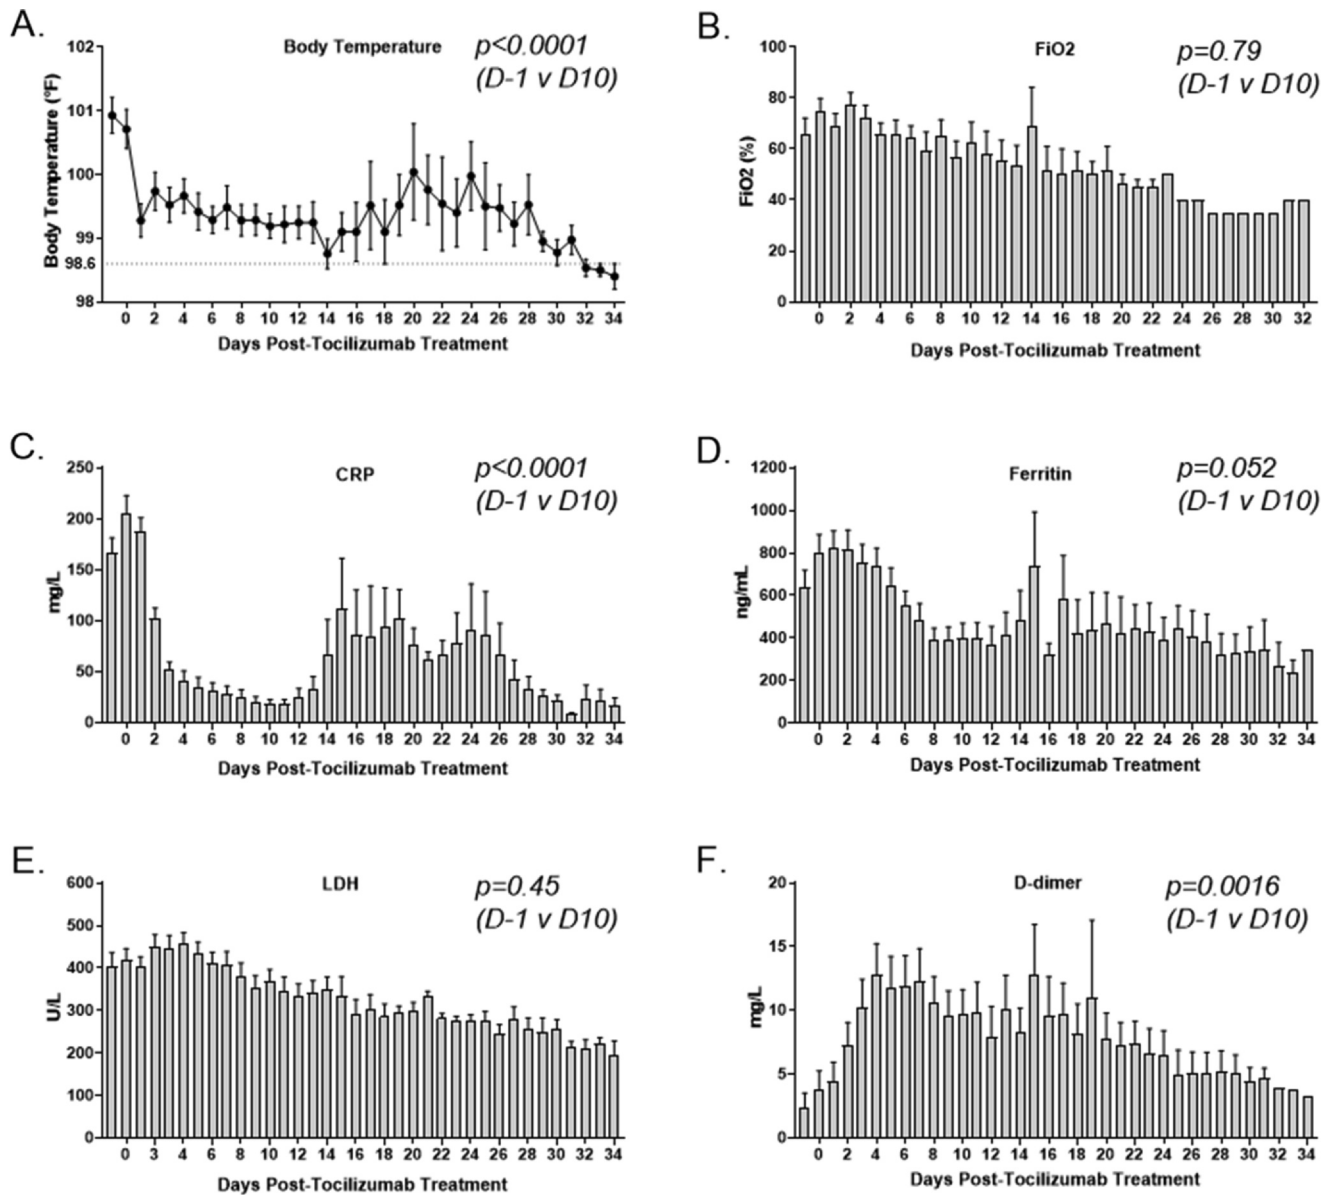 A.
Body Temperature
p<0.0001
(D-1 v D10)
Body Temperature (°F)
102
101
100
99
98.6
98
0 2 4 6 8 10 12 14 16 18 20 22 24 26 28 30 32 34
Days Post-Tocilizumab Treatment
B.
FiO2
p=0.79
(D-1 v D10)
FiO2 (%)
100
80
60
40
20
0
0 2 4 6 8 10 12 14 16 18 20 22 24 26 28 30 32
Days Post-Tocilizumab Treatment
C.
CRP
p<0.0001
(D-1 v D10)
mg/L
250
200
150
100
50
0
0 2 4 6 8 10 12 14 16 18 20 22 24 26 28 30 32 34
Days Post-Tocilizumab Treatment
D.
Ferritin
p=0.052
(D-1 v D10)
ng/mL
1200
1000
800
600
400
200
0
0 2 4 6 8 10 12 14 16 18 20 22 24 26 28 30 32 34
Days Post-Tocilizumab Treatment
E.
LDH
p=0.45
(D-1 v D10)
U/L
600
500
400
300
200
100
0
0 3 4 6 8 10 12 14 16 18 20 22 24 26 28 30 32 34
Days Post-Tocilizumab Treatment
F.
D-dimer
p=0.0016
(D-1 v D10)
mg/L
20
15
10
5
0
0 2 4 6 8 10 12 14 16 18 20 22 24 26 28 30 32 34
Days Post-Tocilizumab Treatment